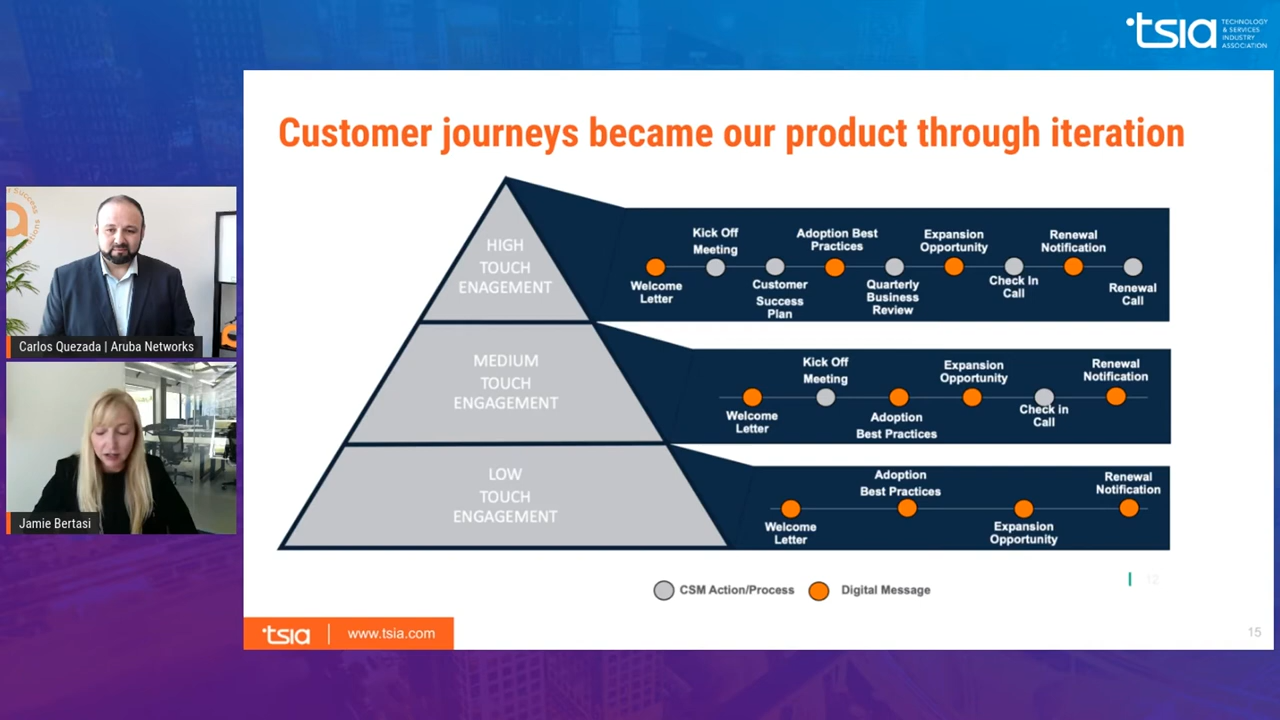 tsia
TECHNOLOGY
& SERVICES
INDUSTRY
ASSOCIATION
Customer journeys became our product through iteration
HIGH
TOUCH
ENAGEMENT
Welcome
Letter
Kick Off
Meeting
Customer
Success
Plan
Adoption Best
Practices
Quarterly
Business
Review
Expansion
Opportunity
Check In
Call
Renewal
Notification
Renewal
Call
MEDIUM
TOUCH
ENGAGEMENT
Welcome
Letter
Kick Off
Meeting
Adoption
Best Practices
Expansion
Opportunity
Check in
Call
Renewal
Notification
LOW
TOUCH
ENGAGEMENT
Welcome
Letter
Adoption
Best Practices
Expansion
Opportunity
Renewal
Notification
CSM Action/Process
Digital Message
12
15
tsia
www.tsia.com
Carlos Quezada | Aruba Networks
Jamie Bertasi